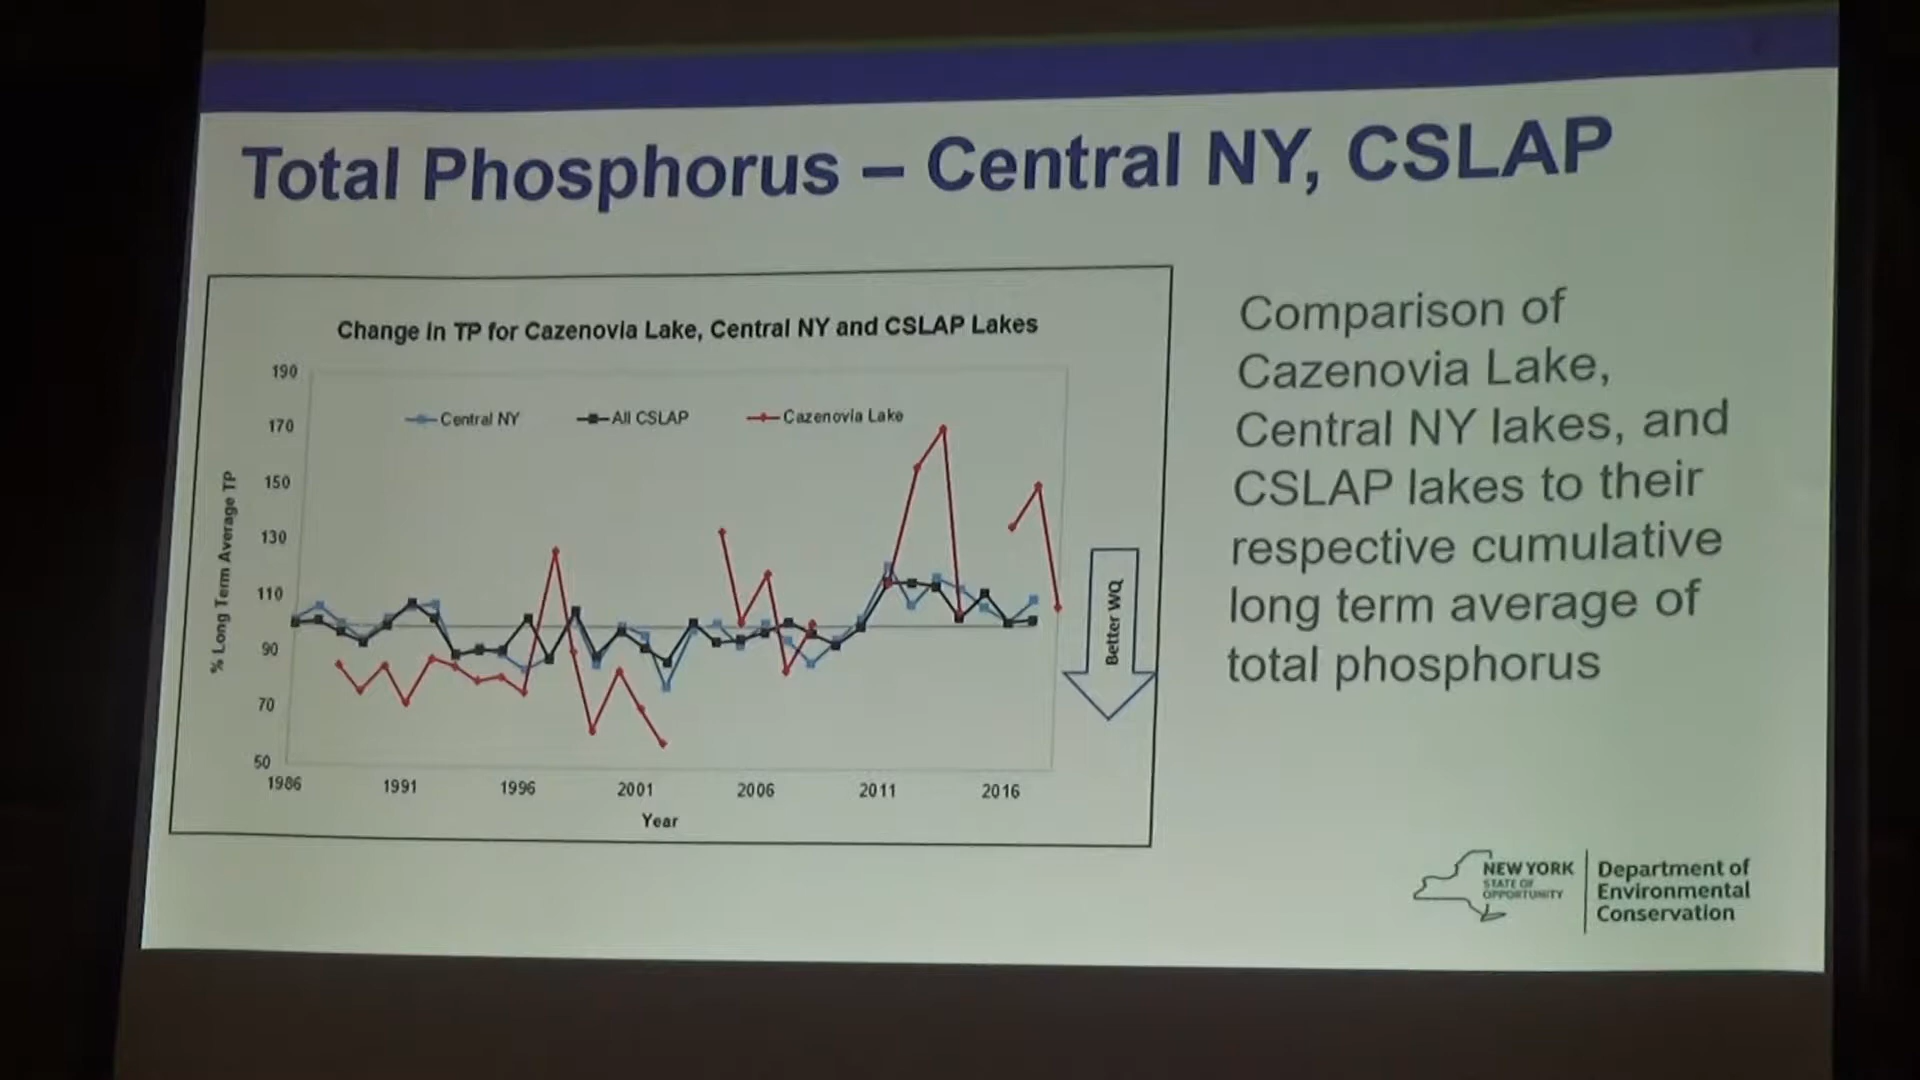 Total Phosphorus – Central NY, CSLAP
Change in TP for Cazenovia Lake, Central NY and CSLAP Lakes
190
170
150
130
110
90
70
50
% Long Term Average TP
Central NY
All CSLAP
Cazenovia Lake
1986
1991
1996
2001
2006
2011
2016
Year
Better WQ
Comparison of
Cazenovia Lake,
Central NY lakes, and
CSLAP lakes to their
respective cumulative
long term average of
total phosphorus
NEW YORK
STATE OF
OPPORTUNITY
Department of
Environmental
Conservation